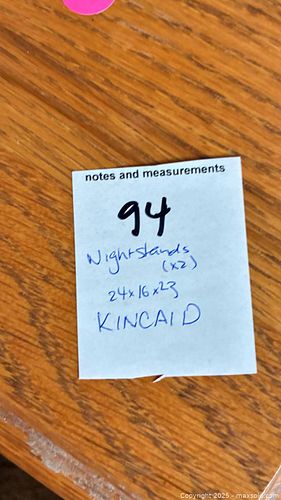 notes and measurements
94
Nightstands
(x2)
24x16x23
KINCAID
Copyright 2025 - maxsold.com